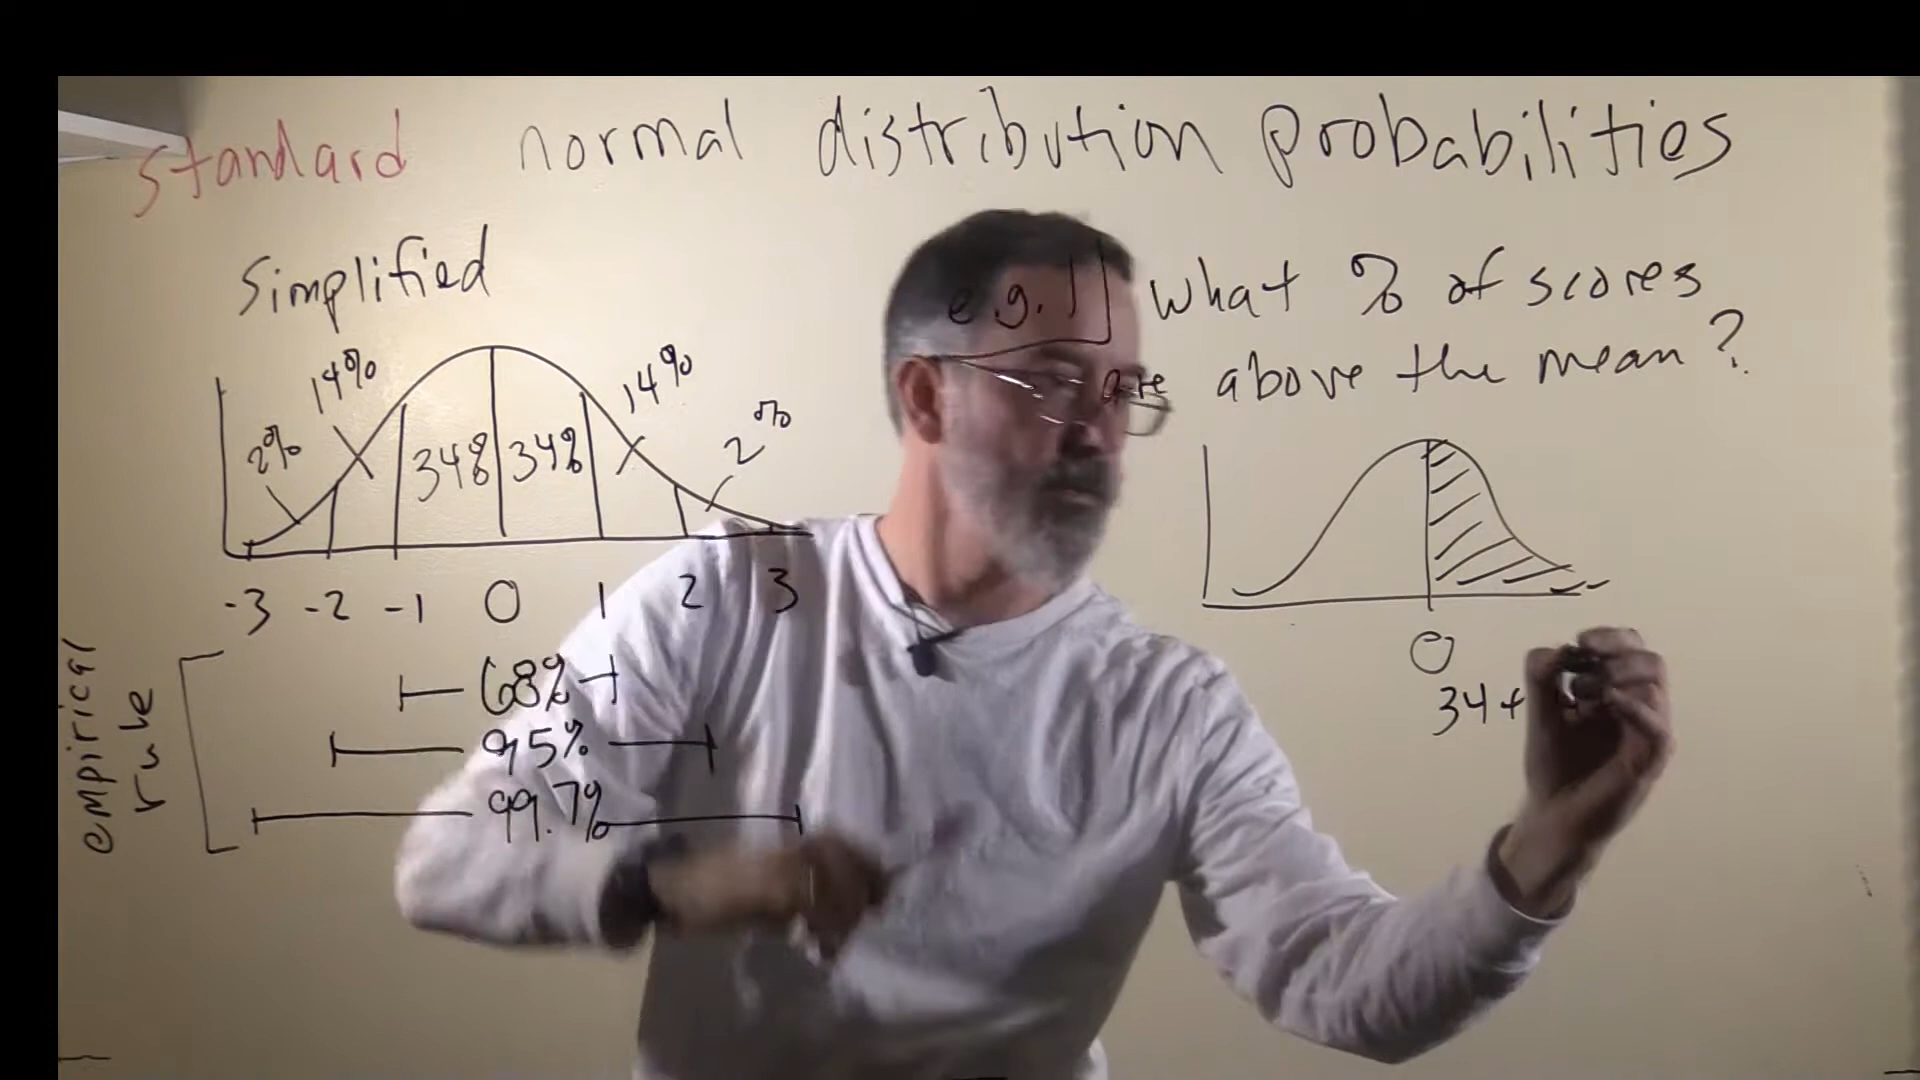 standard normal distribution probabilities
Simplified
2% 14% 34% 34% 14% 2%
-3 -2 -1 0 1 2 3
empirical
rule
68%
95%
99.7%
e.g. 1] What % of scores
are above the mean?
0
34+